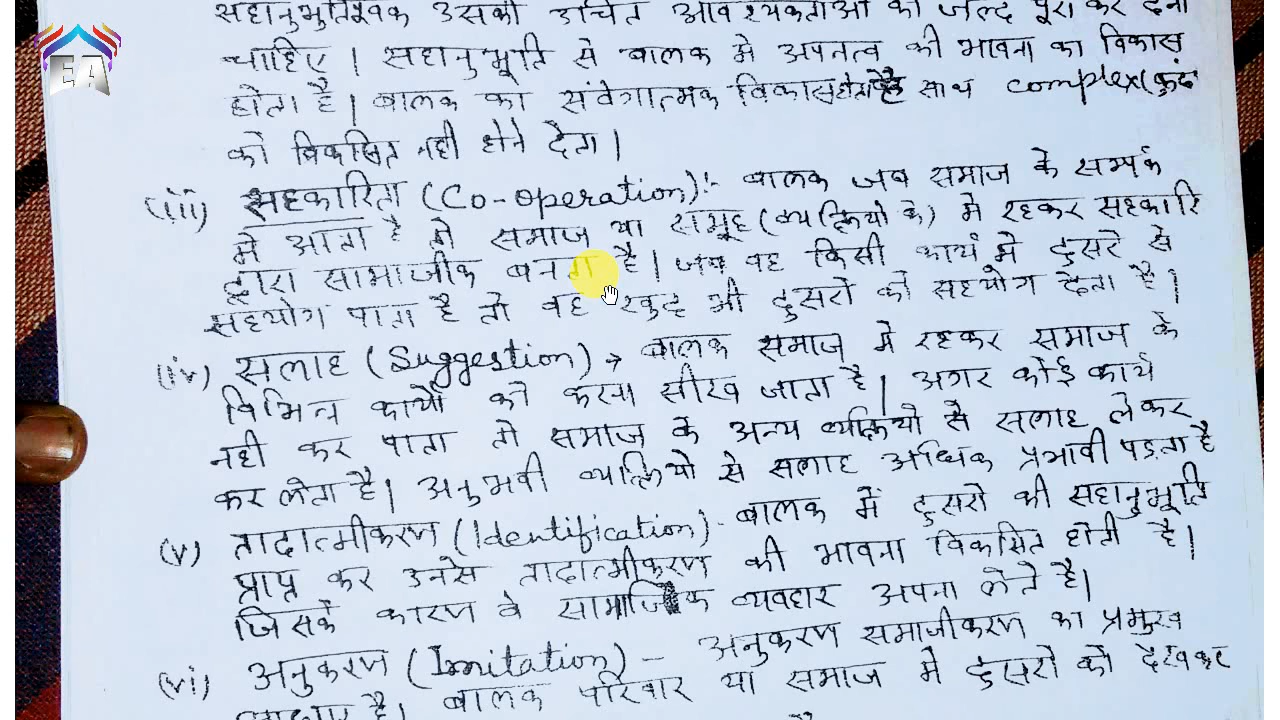 EA
सहानुभुतिपूर्वक उसकी उचित आवश्यकताओं को जल्द पूरा कर देना
चाहिए। सहानुभूति से बालक मे अपनत्व की भावना का विकास
होता है। बालक का संवेगात्मक विकास होता है साथ complex(कुंठा
को विकसित नही होने देता।
(iii) सहकारिता (Co-operation):- बालक जब समाज के सम्पर्क
मे आता है तो समाज या समूह (व्यक्तियो के) मे रहकर सहकारि
द्वारा सामाजीक बनता है। जब वह किसी कार्य मे दुसरे से
सहयोग पाता है तो वह खुद भी दुसरो को सहयोग देता है।
(iv) सलाह (Suggestion) → बालक समाज मे रहकर समाज के
विभिन्न कार्यो को करना सीख जाता है। अगर कोई कार्य
नही कर पाता तो समाज के अन्य व्यक्तियो से सलाह लेकर
कर लेता है। अनुभवी व्यक्तियो से सलाह अधिक प्रभावी पड़ता है
(v) तादात्मीकरण (Identification)- बालक में दुसरो की सहानुभूति
प्राप्त कर उनसे तादात्मीकरण की भावना विकसित होती है।
जिसके कारण वे सामाजिक व्यवहार अपना लेते है।
(vi) अनुकरण (Imitation) - अनुकरण समाजीकरण का प्रमुख
है। बालक परिवार या समाज मे दुसरो को देखकर